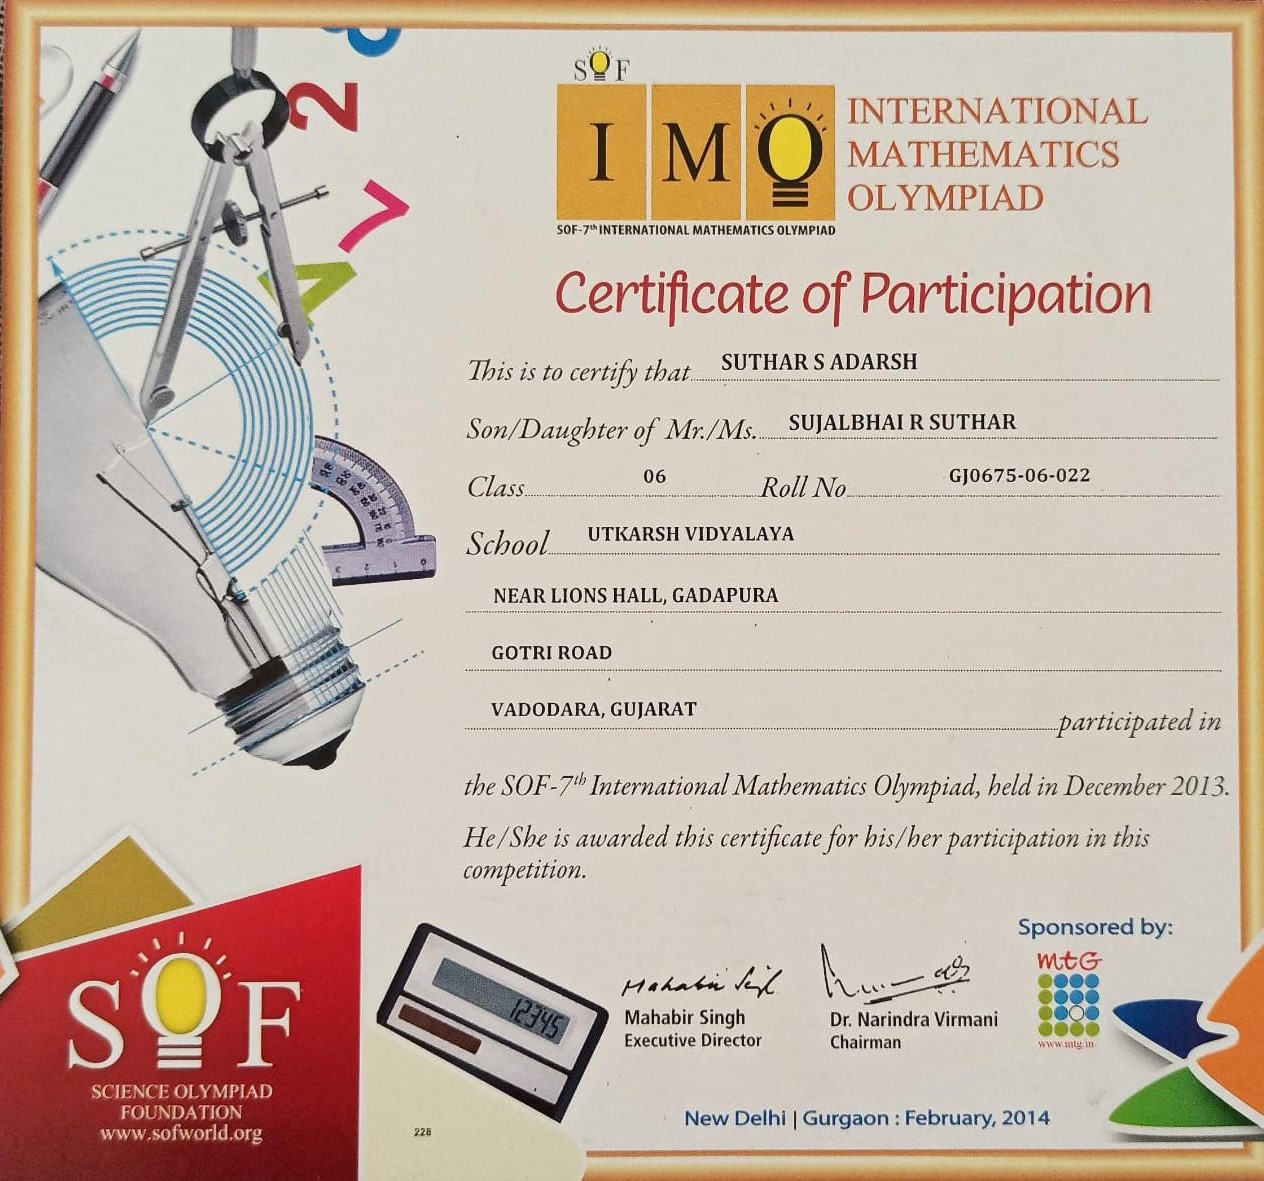 SOF
IMO
INTERNATIONAL
MATHEMATICS
OLYMPIAD
SOF-7th INTERNATIONAL MATHEMATICS OLYMPIAD
Certificate of Participation
This is to certify that SUTHAR S ADARSH
Son/Daughter of Mr./Ms. SUJALBHAI R SUTHAR
Class 06 Roll No GJ0675-06-022
School UTKARSH VIDYALAYA
NEAR LIONS HALL, GADAPURA
GOTRI ROAD
VADODARA, GUJARAT participated in
the SOF-7th International Mathematics Olympiad, held in December 2013.
He/She is awarded this certificate for his/her participation in this
competition.
Sponsored by:
mtG
www.mtg.in
Mahabir Singh
Mahabir Singh
Executive Director
Dr. Narindra Virmani
Chairman
New Delhi | Gurgaon : February, 2014
SOF
SCIENCE OLYMPIAD
FOUNDATION
www.sofworld.org
12345
228
2
7
4